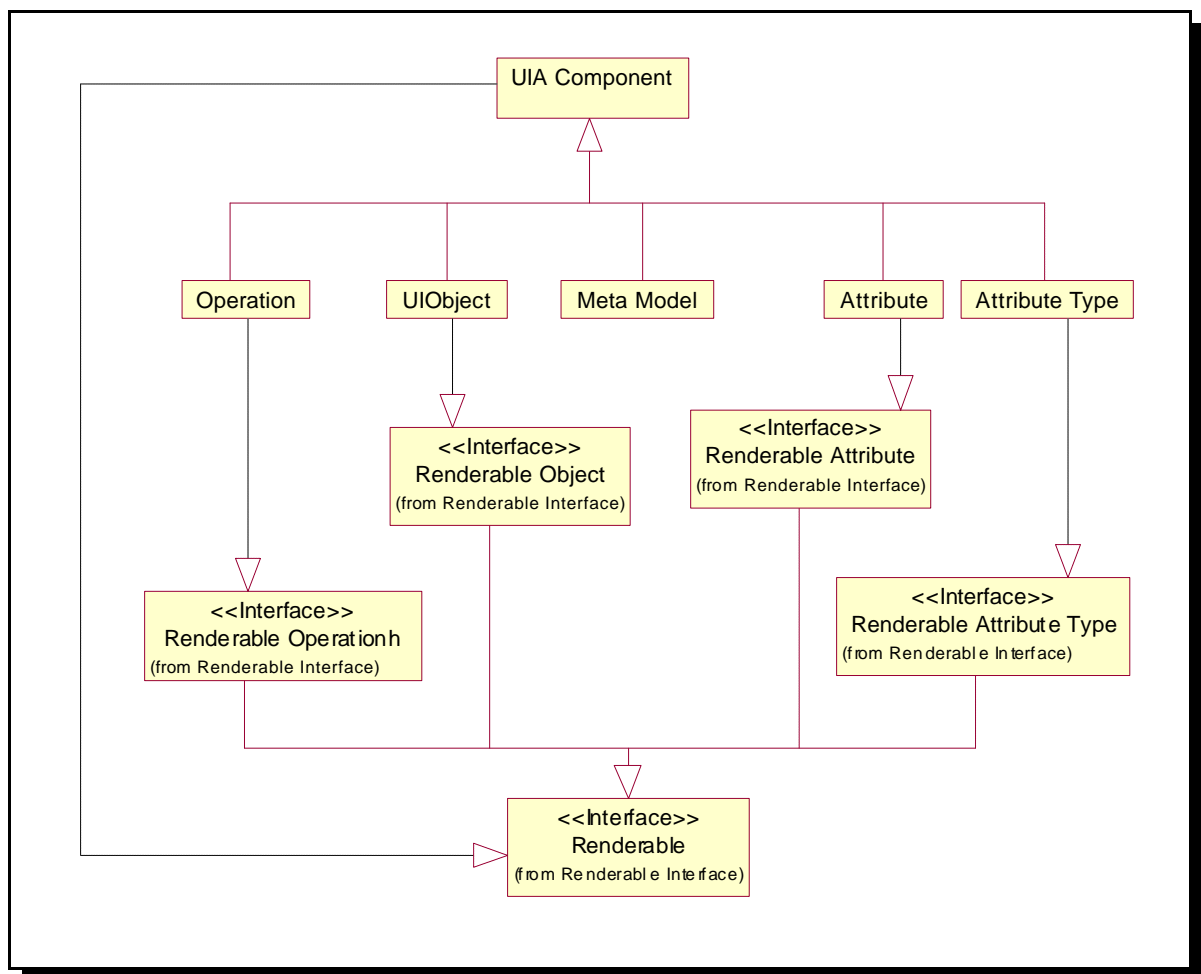 UIA Component
Operation
UIObject
Meta Model
Attribute
Attribute Type
<<Interface>>
Renderable Object
(from Renderable Interface)
<<Interface>>
Renderable Attribute
(from Renderable Interface)
<<Interface>>
Renderable Operationh
(from Renderable Interface)
<<Interface>>
Renderable Attribute Type
(from Renderable Interface)
<<Interface>>
Renderable
(from Renderable Interface)